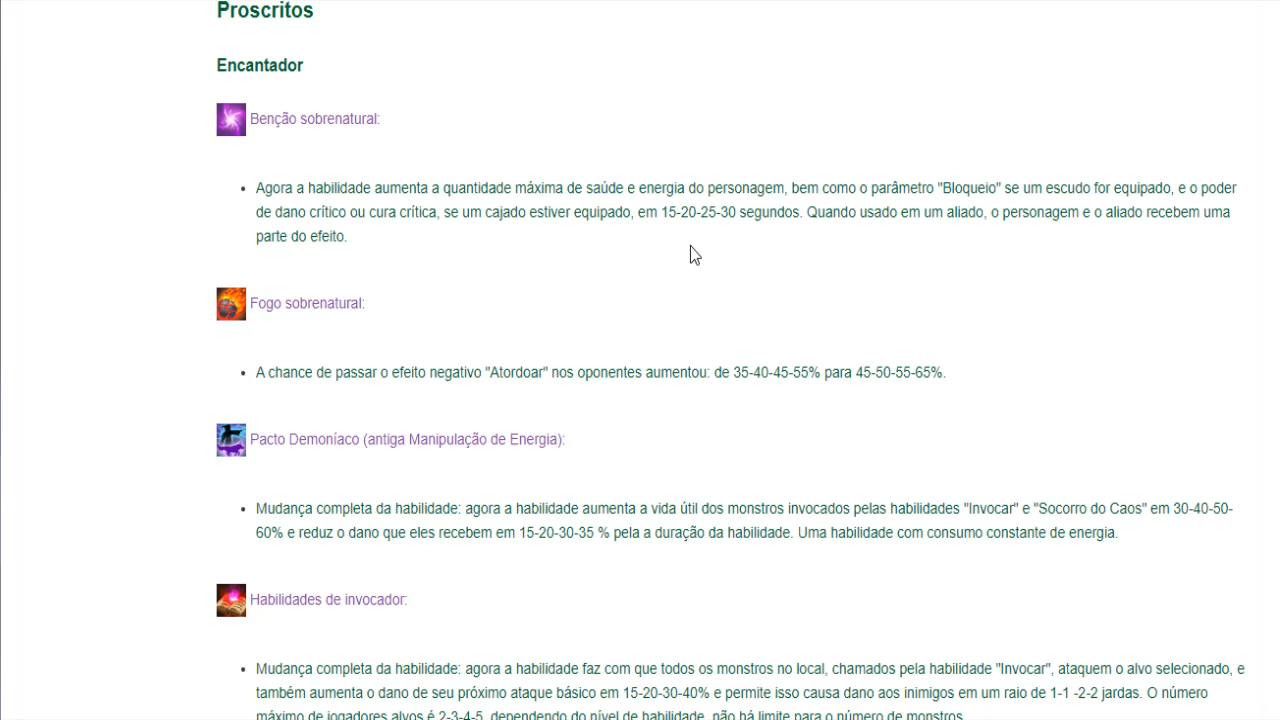 Proscritos
Encantador
Benção sobrenatural:
Agora a habilidade aumenta a quantidade máxima de saúde e energia do personagem, bem como o parâmetro "Bloqueio" se um escudo for equipado, e o poder
de dano crítico ou cura crítica, se um cajado estiver equipado, em 15-20-25-30 segundos. Quando usado em um aliado, o personagem e o aliado recebem uma
parte do efeito.
Fogo sobrenatural:
A chance de passar o efeito negativo "Atordoar" nos oponentes aumentou: de 35-40-45-55% para 45-50-55-65%.
Pacto Demoníaco (antiga Manipulação de Energia):
Mudança completa da habilidade: agora a habilidade aumenta a vida útil dos monstros invocados pelas habilidades "Invocar" e "Socorro do Caos" em 30-40-50-
60% e reduz o dano que eles recebem em 15-20-30-35 % pela a duração da habilidade. Uma habilidade com consumo constante de energia.
Habilidades de invocador:
Mudança completa da habilidade: agora a habilidade faz com que todos os monstros no local, chamados pela habilidade "Invocar", ataquem o alvo selecionado, e
também aumenta o dano de seu próximo ataque básico em 15-20-30-40% e permite isso causa dano aos inimigos em um raio de 1-1 -2-2 jardas. O número
máximo de jogadores alvos é 2-3-4-5, dependendo do nível de habilidade, não há limite para o número de monstros.